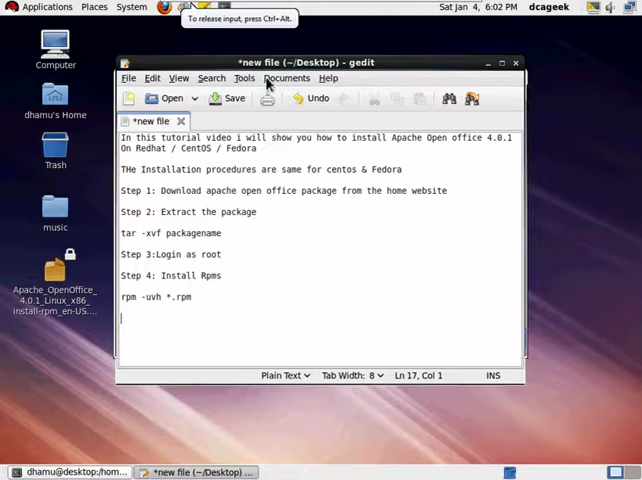 Applications Places System Sat Jan 4, 6:02 PM dcageek
To release input, press Ctrl+Alt.
*new file (~/Desktop) - gedit
File Edit View Search Tools Documents Help
Open Save Undo
*new file
In this tutorial video i will show you how to install Apache Open office 4.0.1
On Redhat / CentOS / Fedora
THe Installation procedures are same for centos & Fedora
Step 1: Download apache open office package from the home website
Step 2: Extract the package
tar -xvf packagename
Step 3:Login as root
Step 4: Install Rpms
rpm -uvh *.rpm
Plain Text Tab Width: 8 Ln 17, Col 1 INS
Computer
dhamu's Home
Trash
music
Apache_OpenOffice_
4.0.1_Linux_x86_
install-rpm_en-US....
dhamu@desktop:/hom... *new file (~/Desktop) ...